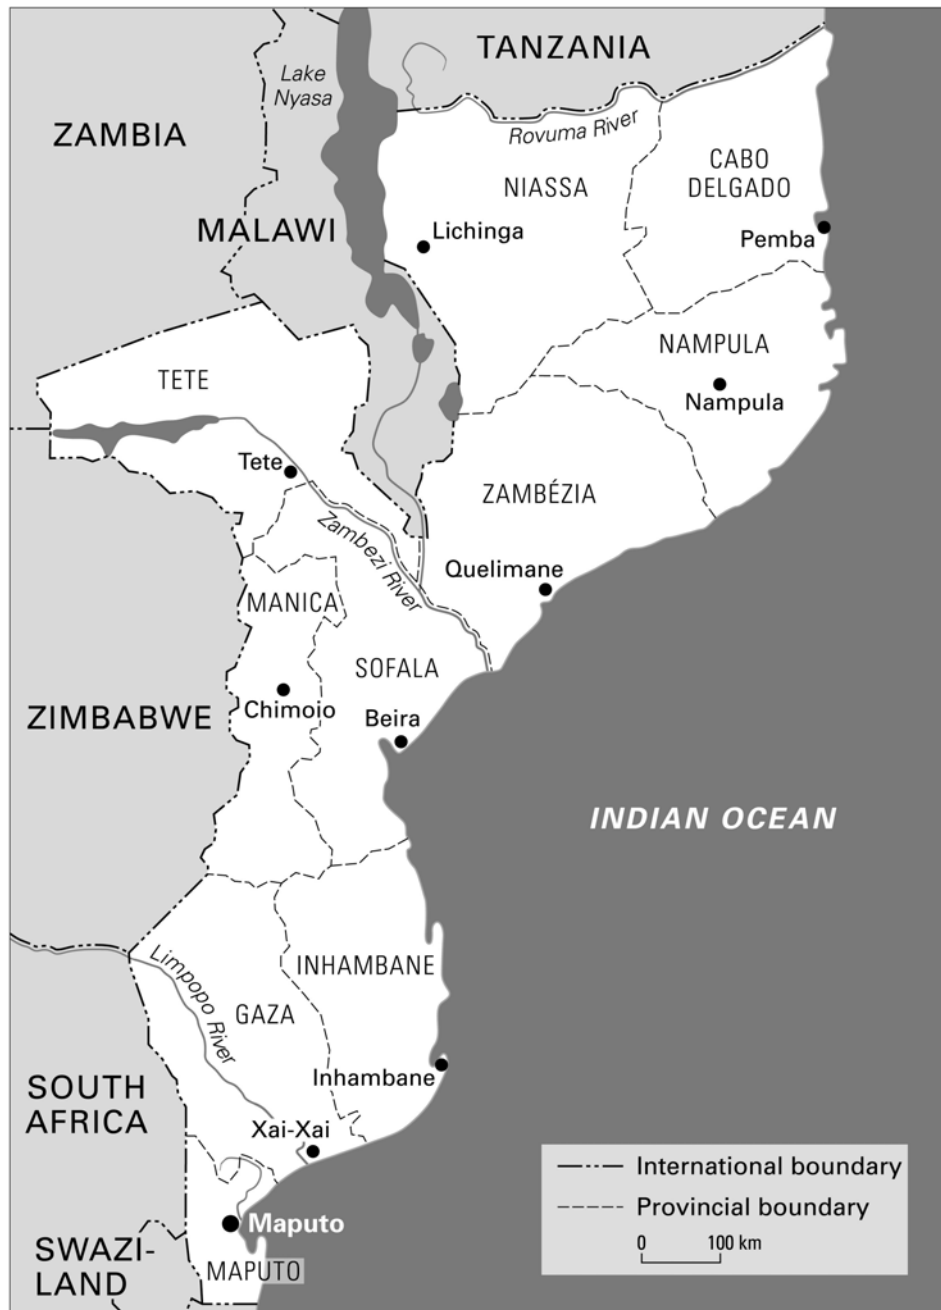 TANZANIA
Lake
Nyasa
ZAMBIA
Rovuma River
CABO
DELGADO
NIASSA
MALAWI
Lichinga
Pemba
NAMPULA
TETE
Nampula
Tete
ZAMBÉZIA
Zambezi River
Quelimane
MANICA
SOFALA
ZIMBABWE
Chimoio
Beira
INDIAN OCEAN
Limpopo River
INHAMBANE
GAZA
SOUTH
AFRICA
Inhambane
Xai-Xai
International boundary
Provincial boundary
0 100 km
Maputo
SWAZI-
LAND
MAPUTO